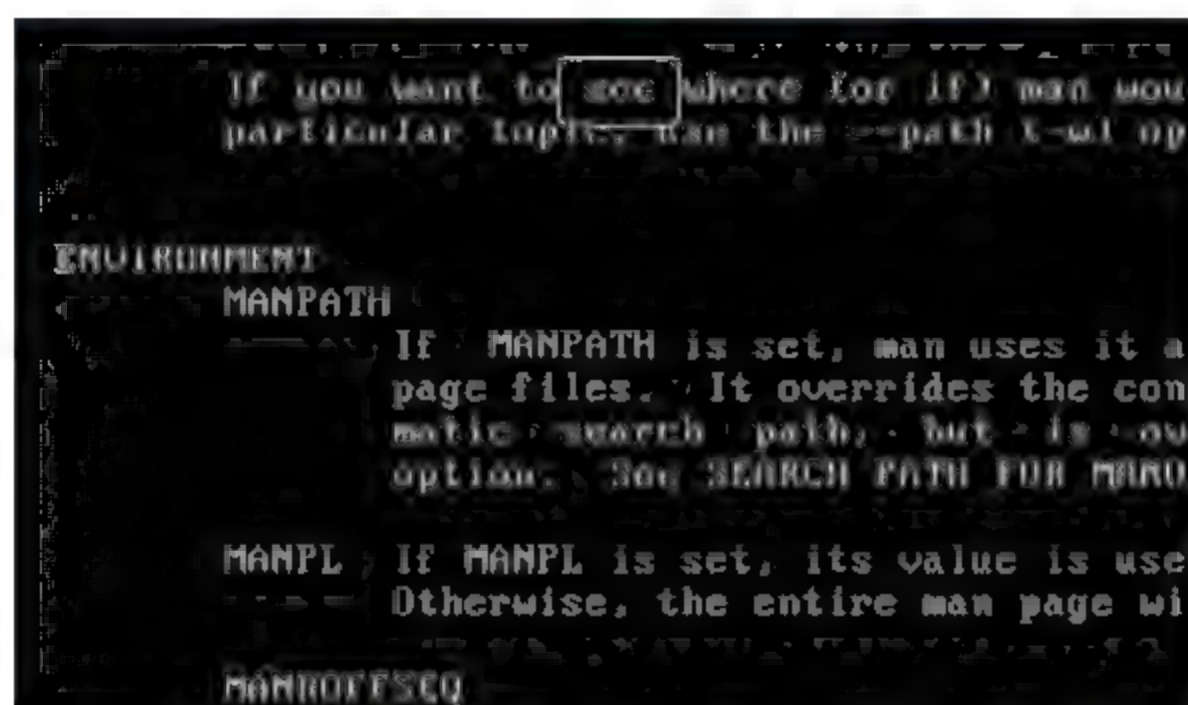 If you want to see where (or if) man wou
particular topic, use the --path (-w) op
ENVIRONMENT
MANPATH
If MANPATH is set, man uses it a
page files. It overrides the con
matic search path, but is ov
option. See SEARCH PATH FOR MANU
MANPL If MANPL is set, its value is use
Otherwise, the entire man page wi
MANROFFSEQ